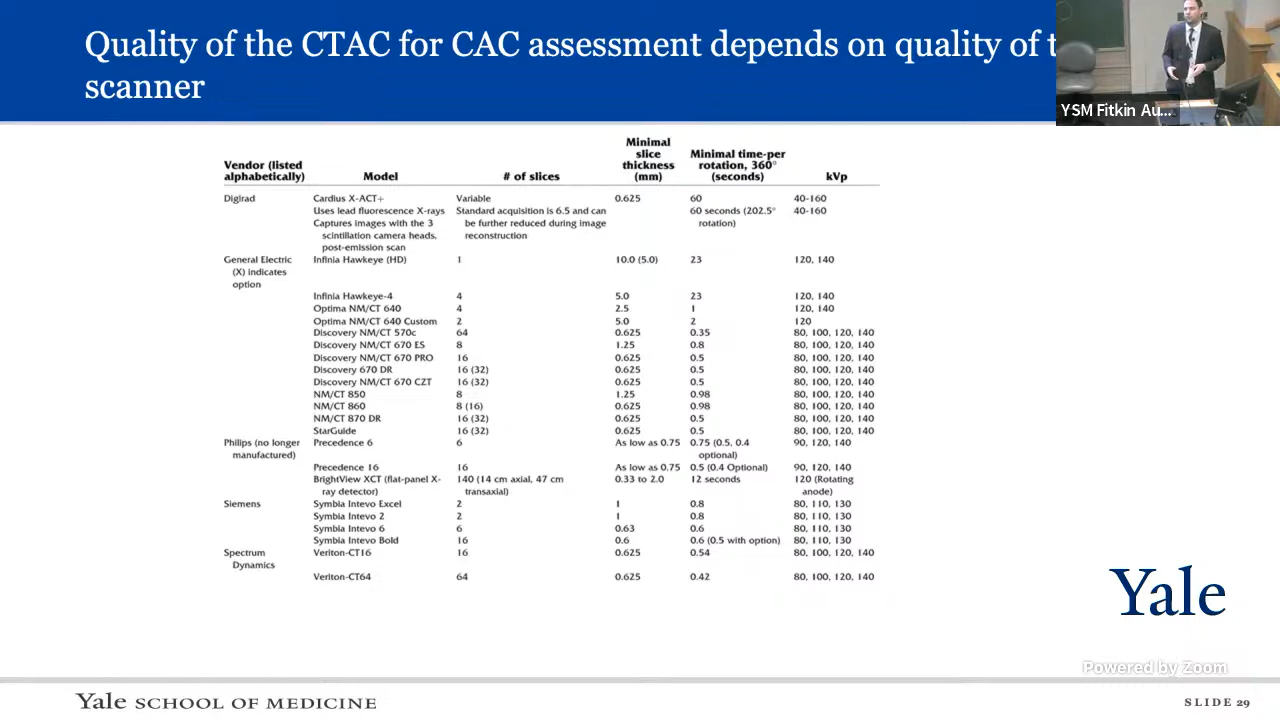 Quality of the CTAC for CAC assessment depends on quality of
scanner
YSM Fitkin Au...
Vendor (listed alphabetically) Model # of slices Minimal slice thickness (mm) Minimal time-per rotation, 360° (seconds) kVp
Digirad Cardius X-ACT+ Variable 0.625 60 40-160
Uses lead fluorescence X-rays Standard acquisition is 6.5 and can 60 seconds (202.5° 40-160
Captures images with the 3 be further reduced during image rotation)
scintillation camera heads, reconstruction
post-emission scan
General Electric Infinia Hawkeye (HD) 1 10.0 (5.0) 23 120, 140
(X) indicates
option
Infinia Hawkeye-4 4 5.0 23 120, 140
Optima NM/CT 640 4 2.5 1 120, 140
Optima NM/CT 640 Custom 2 5.0 2 120
Discovery NM/CT 570c 64 0.625 0.35 80, 100, 120, 140
Discovery NM/CT 670 ES 8 1.25 0.8 80, 100, 120, 140
Discovery NM/CT 670 PRO 16 0.625 0.5 80, 100, 120, 140
Discovery 670 DR 16 (32) 0.625 0.5 80, 100, 120, 140
Discovery NM/CT 670 CZT 16 (32) 0.625 0.5 80, 100, 120, 140
NM/CT 850 8 1.25 0.98 80, 100, 120, 140
NM/CT 860 8 (16) 0.625 0.98 80, 100, 120, 140
NM/CT 870 DR 16 (32) 0.625 0.5 80, 100, 120, 140
StarGuide 16 (32) 0.625 0.5 80, 100, 120, 140
Philips (no longer Precedence 6 6 As low as 0.75 0.75 (0.5, 0.4 90, 120, 140
manufactured) optional)
Precedence 16 16 As low as 0.75 0.5 (0.4 Optional) 90, 120, 140
BrightView XCT (flat-panel X- 140 (14 cm axial, 47 cm 0.33 to 2.0 12 seconds 120 (Rotating
ray detector) transaxial) anode)
Siemens Symbia Intevo Excel 2 1 0.8 80, 110, 130
Symbia Intevo 2 2 1 0.8 80, 110, 130
Symbia Intevo 6 6 0.63 0.6 80, 110, 130
Symbia Intevo Bold 16 0.6 0.6 (0.5 with option) 80, 110, 130
Spectrum Veriton-CT16 16 0.625 0.54 80, 100, 120, 140
Dynamics
Veriton-CT64 64 0.625 0.42 80, 100, 120, 140
Yale
Powered by Zoom
Yale SCHOOL OF MEDICINE
SLIDE 29